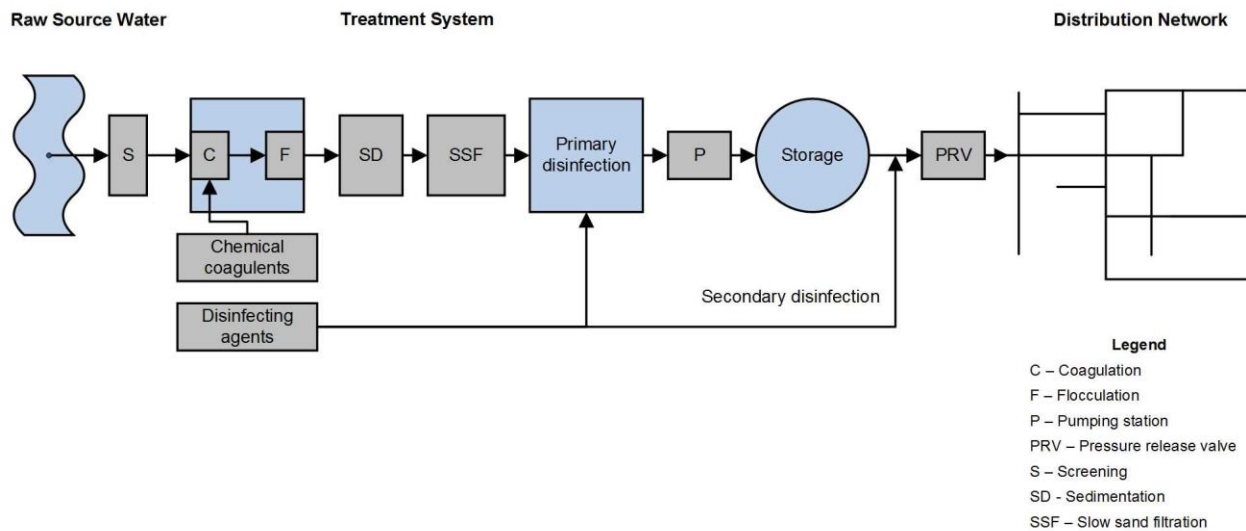 Raw Source Water
Treatment System
Distribution Network
S
C
F
SD
SSF
Primary
disinfection
P
Storage
PRV
Chemical
coagulents
Disinfecting
agents
Secondary disinfection
Legend
C – Coagulation
F – Flocculation
P – Pumping station
PRV – Pressure release valve
S – Screening
SD - Sedimentation
SSF – Slow sand filtration